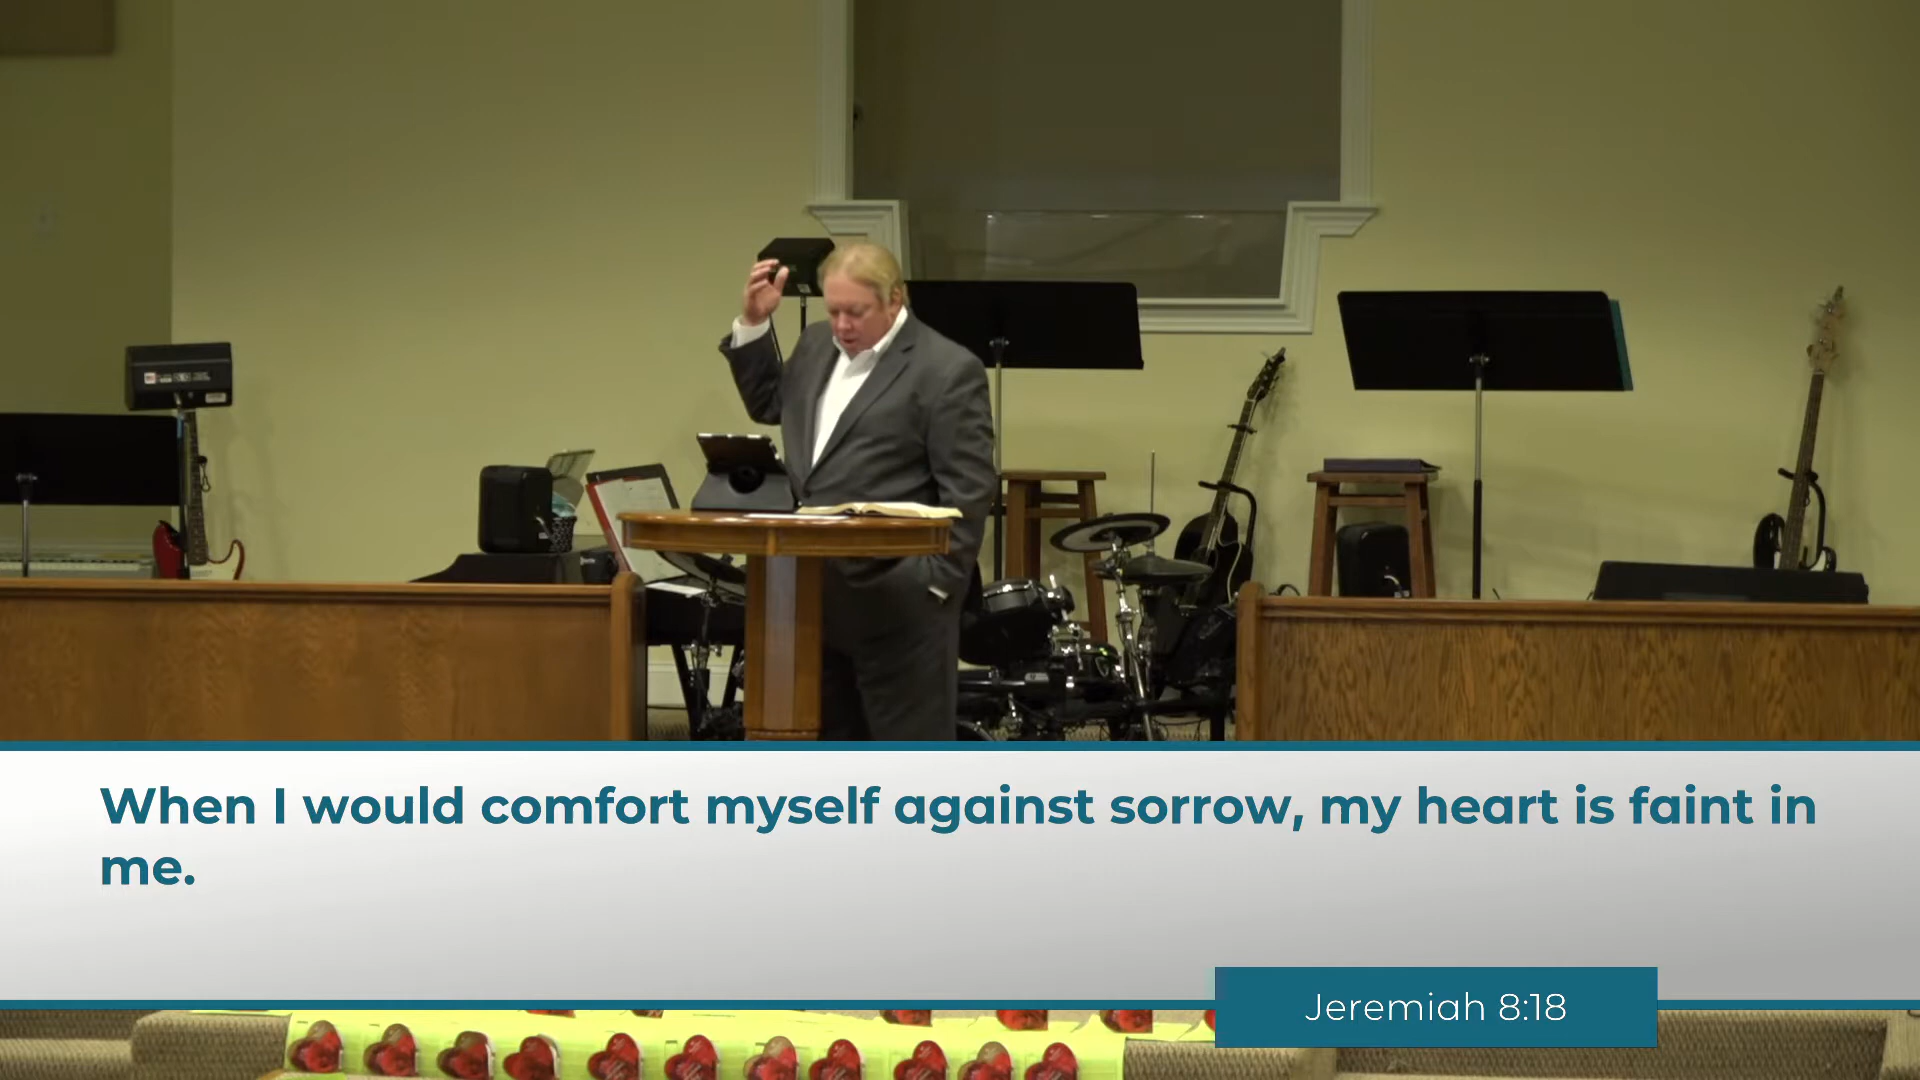 When I would comfort myself against sorrow, my heart is faint in
me.
Jeremiah 8:18